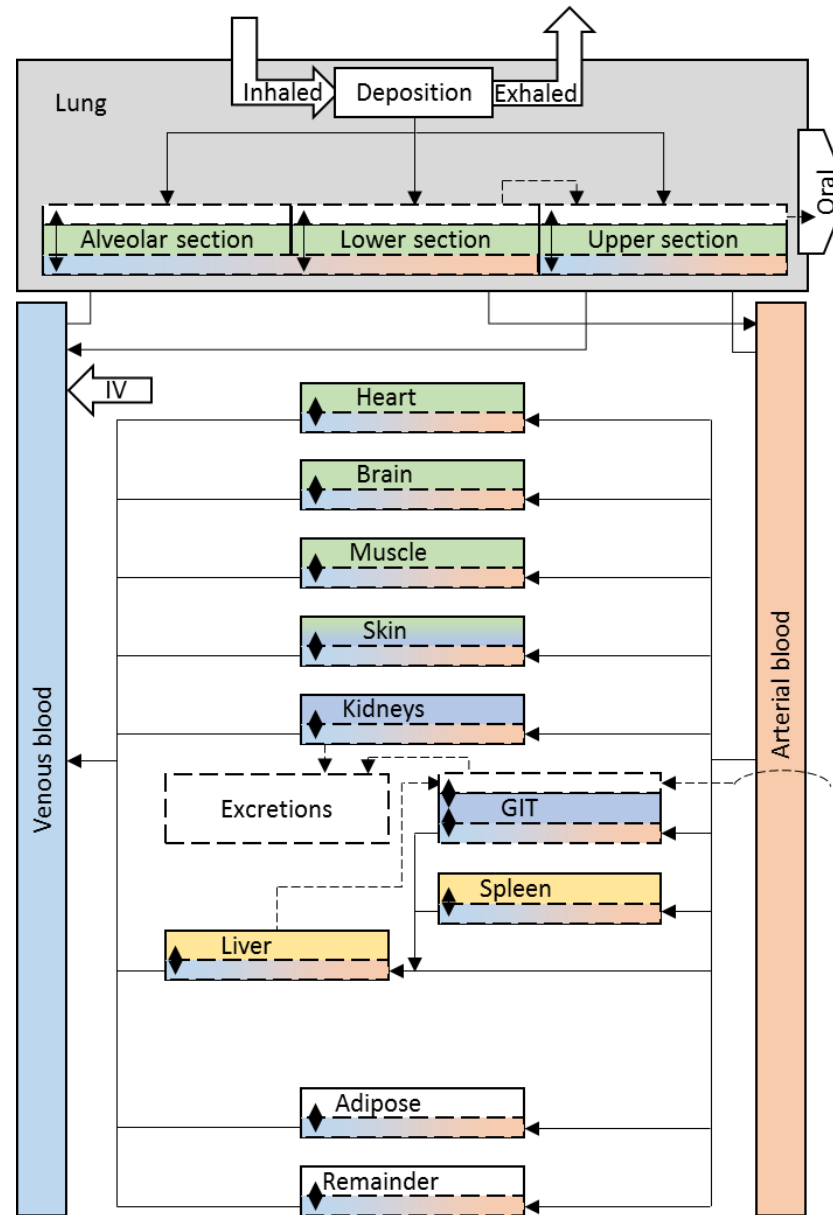 Inhaled
Deposition
Exhaled
Lung
Oral
Alveolar section
Lower section
Upper section
IV
Heart
Brain
Muscle
Skin
Kidneys
Venous blood
Arterial blood
Excretions
GIT
Spleen
Liver
Adipose
Remainder